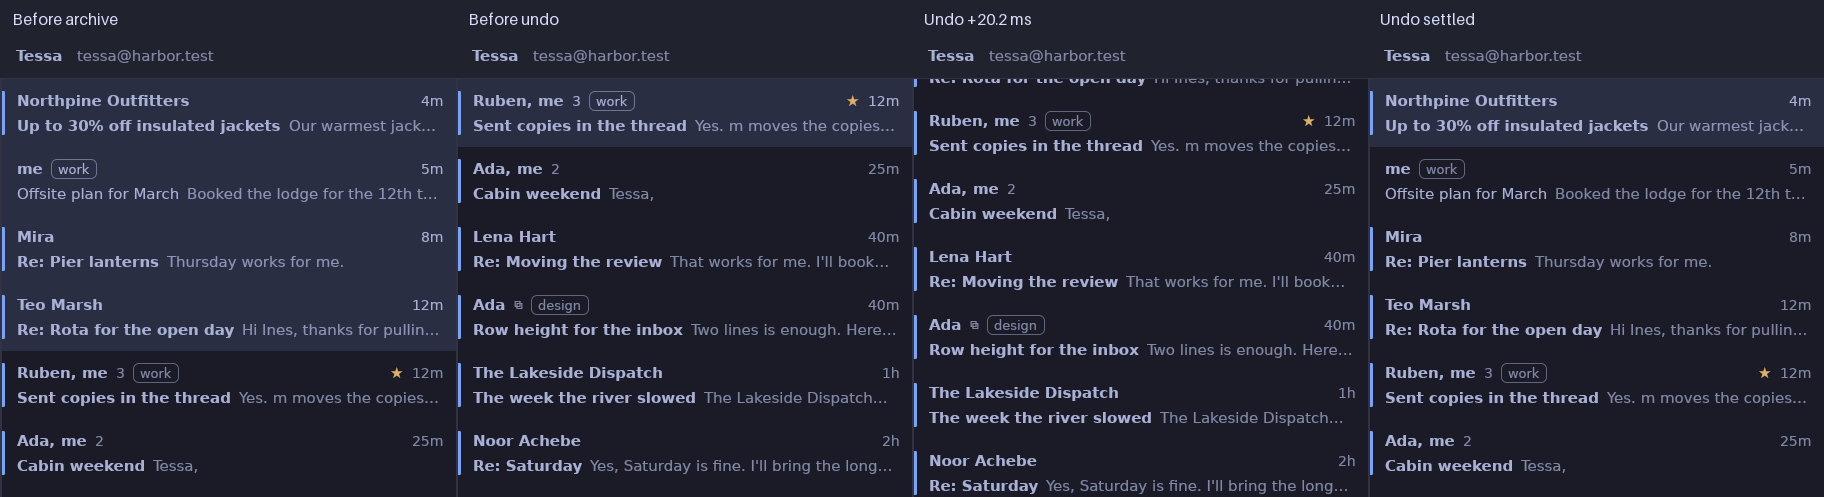 Before archive
Tessa tessa@harbor.test
Northpine Outfitters 4m
Up to 30% off insulated jackets Our warmest jack…
me work 5m
Offsite plan for March Booked the lodge for the 12th t…
Mira 8m
Re: Pier lanterns Thursday works for me.
Teo Marsh 12m
Re: Rota for the open day Hi Ines, thanks for pullin…
Ruben, me 3 work ★ 12m
Sent copies in the thread Yes. m moves the copies…
Ada, me 2 25m
Cabin weekend Tessa,
Before undo
Tessa tessa@harbor.test
Ruben, me 3 work ★ 12m
Sent copies in the thread Yes. m moves the copies…
Ada, me 2 25m
Cabin weekend Tessa,
Lena Hart 40m
Re: Moving the review That works for me. I'll book…
Ada design 40m
Row height for the inbox Two lines is enough. Here…
The Lakeside Dispatch 1h
The week the river slowed The Lakeside Dispatch…
Noor Achebe 2h
Re: Saturday Yes, Saturday is fine. I'll bring the long…
Undo +20.2 ms
Tessa tessa@harbor.test
Re: Rota for the open day Hi Ines, thanks for pullin…
Ruben, me 3 work ★ 12m
Sent copies in the thread Yes. m moves the copies…
Ada, me 2 25m
Cabin weekend Tessa,
Lena Hart 40m
Re: Moving the review That works for me. I'll book…
Ada design 40m
Row height for the inbox Two lines is enough. Here…
The Lakeside Dispatch 1h
The week the river slowed The Lakeside Dispatch…
Noor Achebe 2h
Re: Saturday Yes, Saturday is fine. I'll bring the long…
Undo settled
Tessa tessa@harbor.test
Northpine Outfitters 4m
Up to 30% off insulated jackets Our warmest jack…
me work 5m
Offsite plan for March Booked the lodge for the 12th t…
Mira 8m
Re: Pier lanterns Thursday works for me.
Teo Marsh 12m
Re: Rota for the open day Hi Ines, thanks for pullin…
Ruben, me 3 work ★ 12m
Sent copies in the thread Yes. m moves the copies…
Ada, me 2 25m
Cabin weekend Tessa,